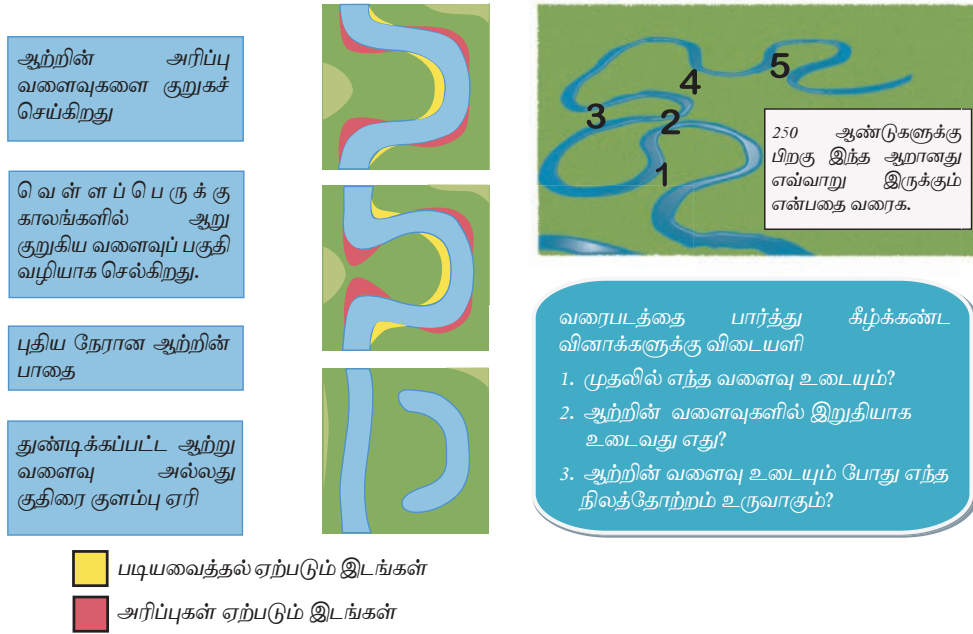 ஆற்றின் அரிப்பு
வளைவுகளை குறுகச்
செய்கிறது
வெள்ளப்பெருக்கு
காலங்களில் ஆறு
குறுகிய வளைவுப் பகுதி
வழியாக செல்கிறது.
புதிய நேரான ஆற்றின்
பாதை
துண்டிக்கப்பட்ட ஆற்று
வளைவு அல்லது
குதிரை குளம்பு ஏரி
படியவைத்தல் ஏற்படும் இடங்கள்
அரிப்புகள் ஏற்படும் இடங்கள்
5
4
3
2
1
250 ஆண்டுகளுக்கு
பிறகு இந்த ஆறானது
எவ்வாறு இருக்கும்
என்பதை வரைக.
வரைபடத்தை பார்த்து கீழ்க்கண்ட
வினாக்களுக்கு விடையளி
1. முதலில் எந்த வளைவு உடையும்?
2. ஆற்றின் வளைவுகளில் இறுதியாக
உடைவது எது?
3. ஆற்றின் வளைவு உடையும் போது எந்த
நிலத்தோற்றம் உருவாகும்?